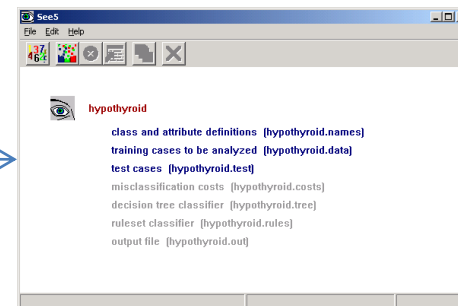 See5
File Edit Help
hypothyroid
class and attribute definitions (hypothyroid.names)
training cases to be analyzed (hypothyroid.data)
test cases (hypothyroid.test)
misclassification costs (hypothyroid.costs)
decision tree classifier (hypothyroid.tree)
ruleset classifier (hypothyroid.rules)
output file (hypothyroid.out)